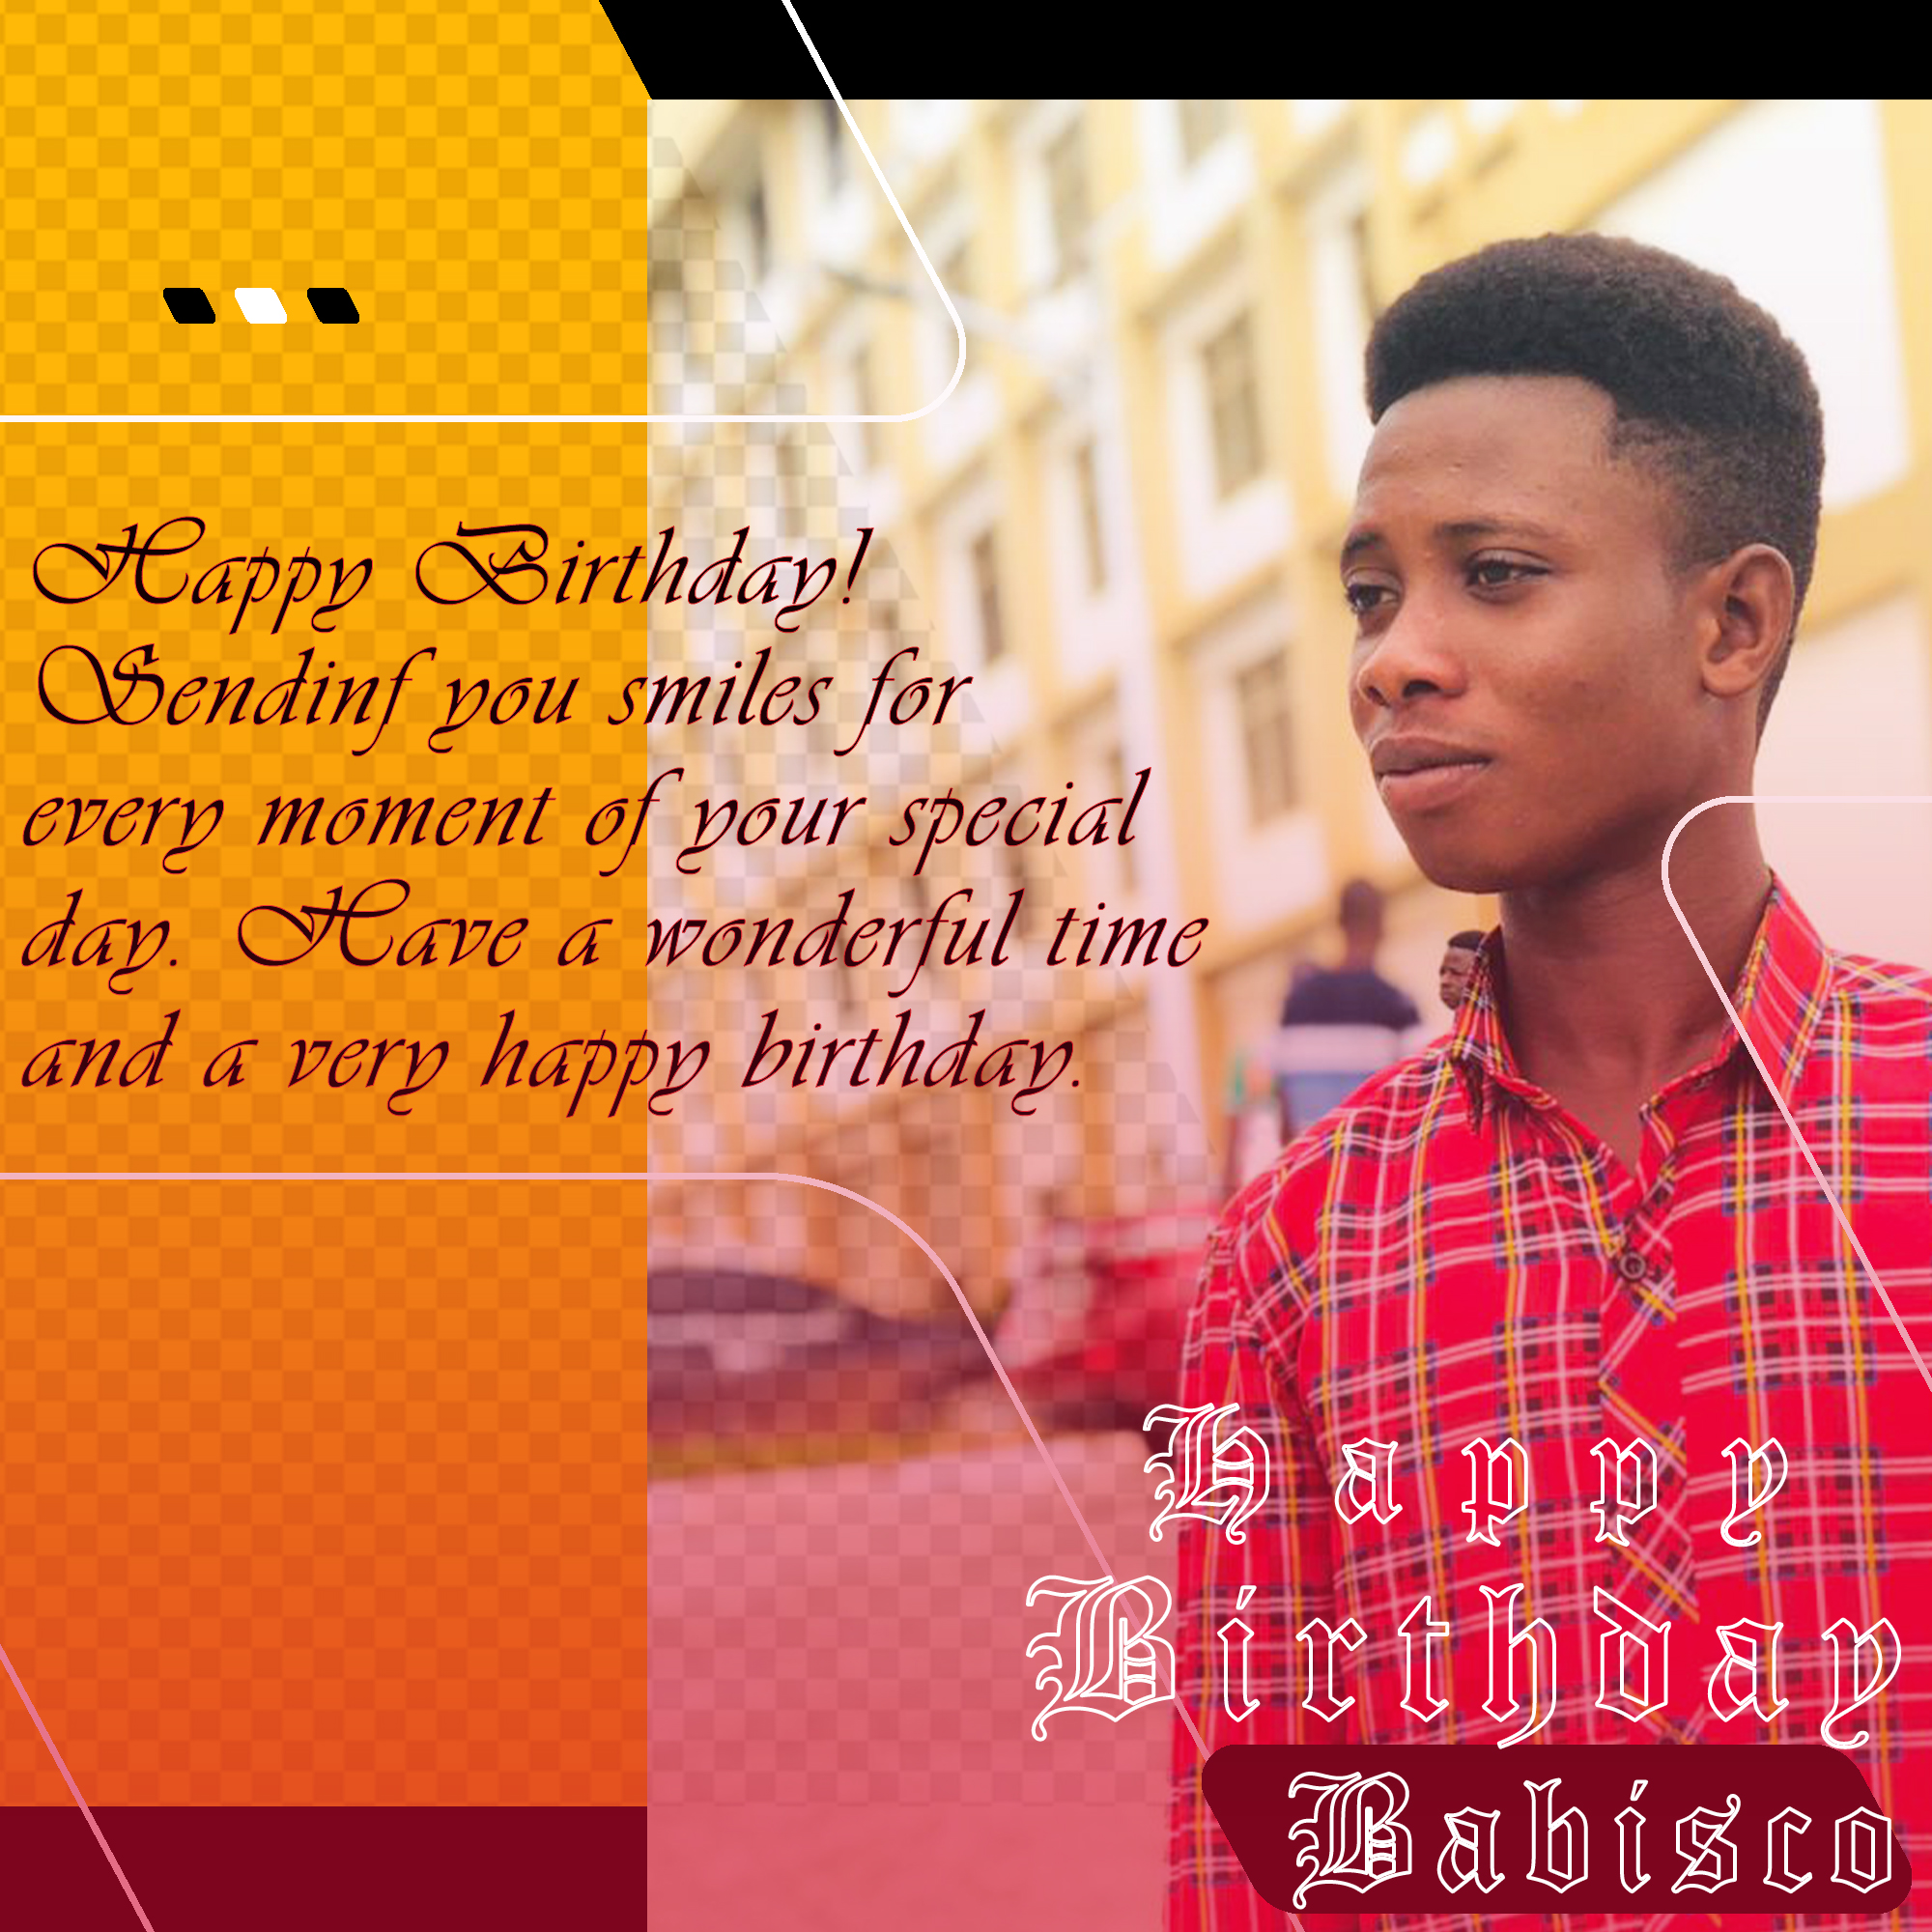 Happy Birthday!
Sendinf you smiles for
every moment of your special
day. Have a wonderful time
and a very happy birthday.
Happy
Birthday
Babisco